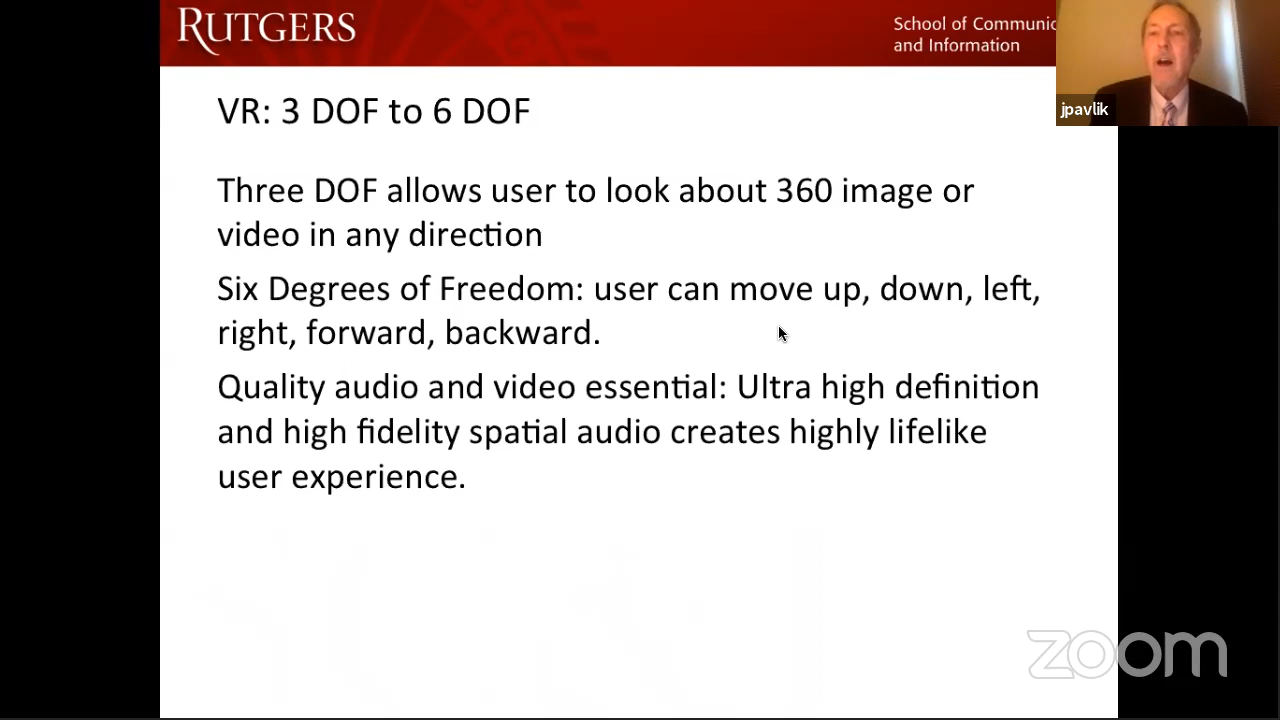 RUTGERS
School of Communic
and Information
jpavlik
VR: 3 DOF to 6 DOF
Three DOF allows user to look about 360 image or
video in any direction
Six Degrees of Freedom: user can move up, down, left,
right, forward, backward.
Quality audio and video essential: Ultra high definition
and high fidelity spatial audio creates highly lifelike
user experience.
zoom